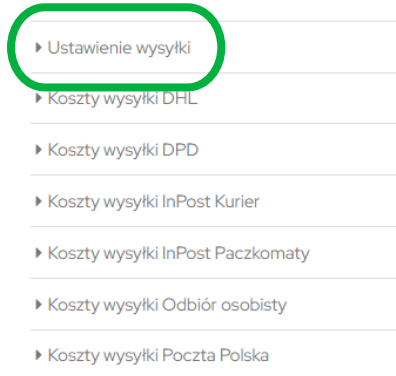 Ustawienie wysyłki
Koszty wysyłki DHL
Koszty wysyłki DPD
Koszty wysyłki InPost Kurier
Koszty wysyłki InPost Paczkomaty
Koszty wysyłki Odbiór osobisty
Koszty wysyłki Poczta Polska